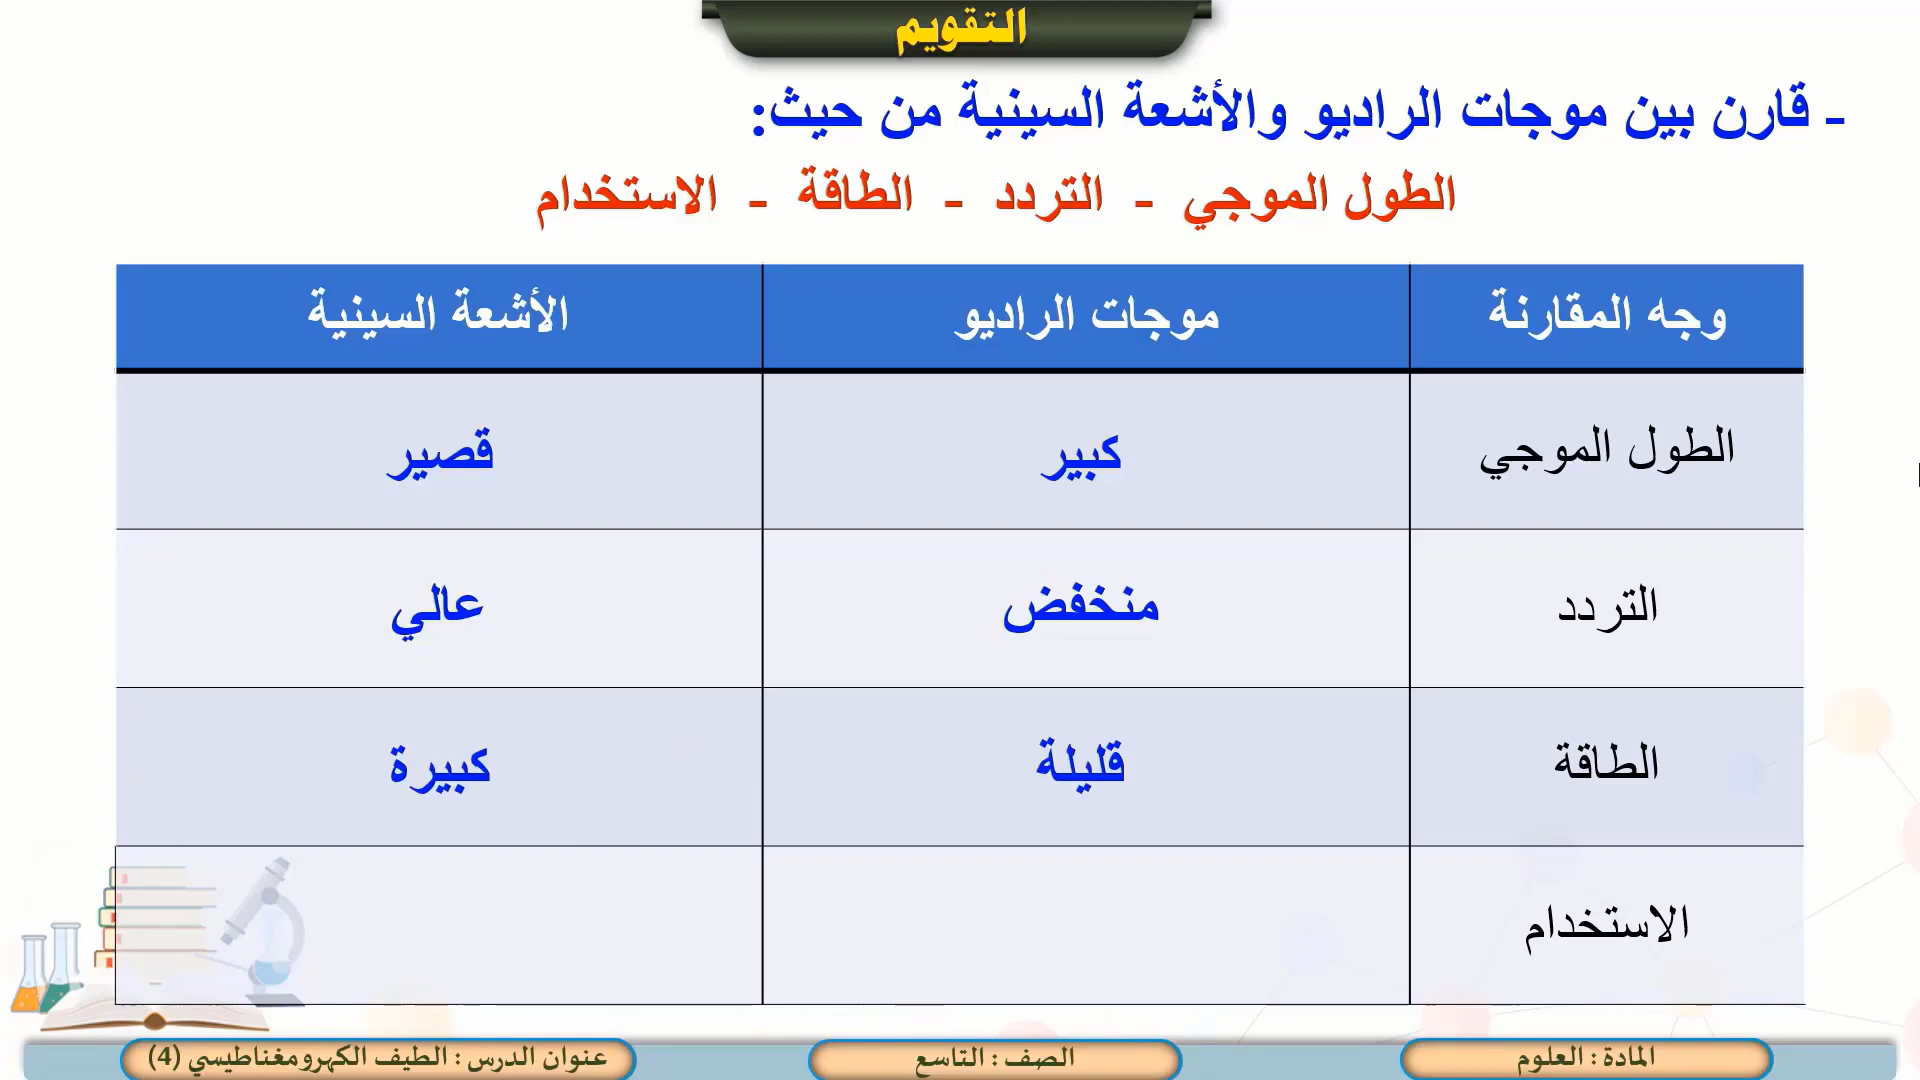 التقويم
- قارن بين موجات الراديو والأشعة السينية من حيث:
الطول الموجي - التردد - الطاقة - الاستخدام
وجه المقارنة موجات الراديو الأشعة السينية
الطول الموجي كبير قصير
التردد منخفض عالي
الطاقة قليلة كبيرة
الاستخدام
المادة : العلوم الصف : التاسع عنوان الدرس : الطيف الكهرومغناطيسي (4)